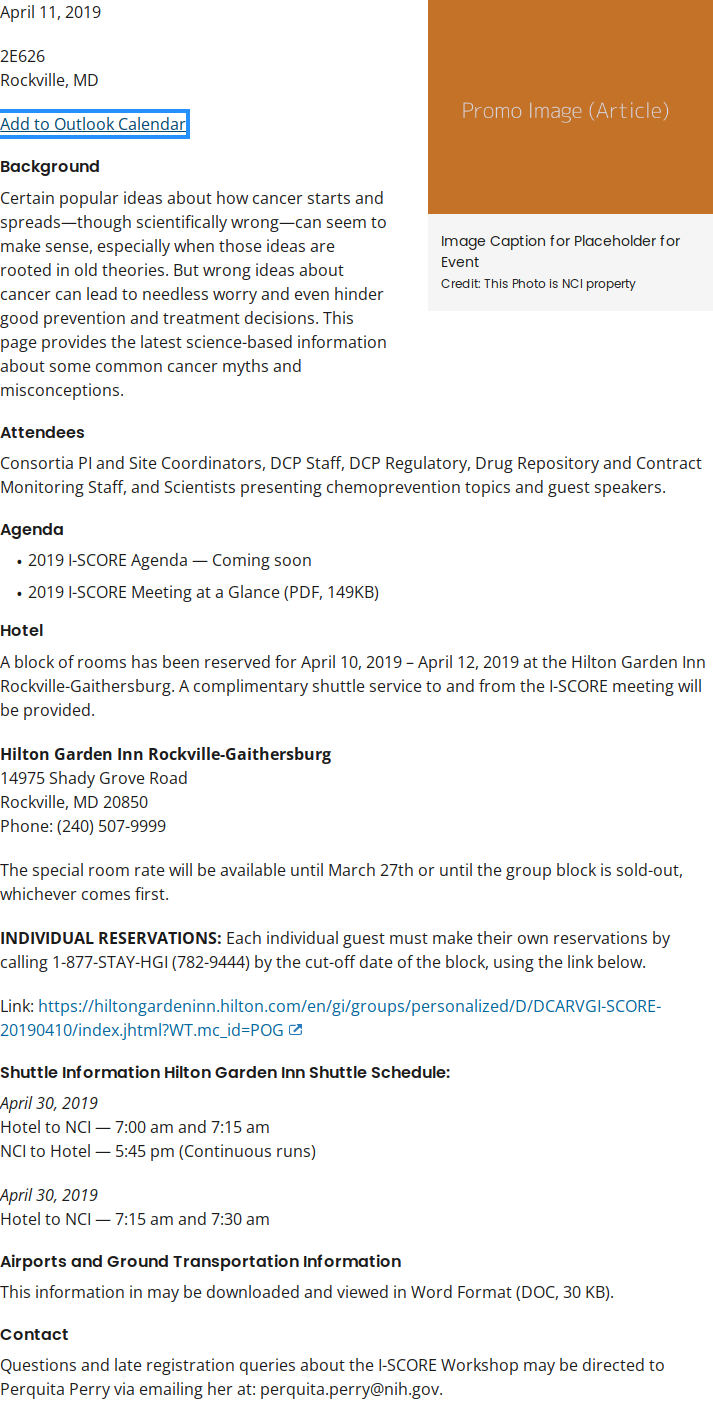 April 11, 2019
2E626
Rockville, MD
Add to Outlook Calendar
Promo Image (Article)
Image Caption for Placeholder for
Event
Credit: This Photo is NCI property
Background
Certain popular ideas about how cancer starts and
spreads—though scientifically wrong—can seem to
make sense, especially when those ideas are
rooted in old theories. But wrong ideas about
cancer can lead to needless worry and even hinder
good prevention and treatment decisions. This
page provides the latest science-based information
about some common cancer myths and
misconceptions.
Attendees
Consortia PI and Site Coordinators, DCP Staff, DCP Regulatory, Drug Repository and Contract
Monitoring Staff, and Scientists presenting chemoprevention topics and guest speakers.
Agenda
• 2019 I-SCORE Agenda — Coming soon
• 2019 I-SCORE Meeting at a Glance (PDF, 149KB)
Hotel
A block of rooms has been reserved for April 10, 2019 – April 12, 2019 at the Hilton Garden Inn
Rockville-Gaithersburg. A complimentary shuttle service to and from the I-SCORE meeting will
be provided.
Hilton Garden Inn Rockville-Gaithersburg
14975 Shady Grove Road
Rockville, MD 20850
Phone: (240) 507-9999
The special room rate will be available until March 27th or until the group block is sold-out,
whichever comes first.
INDIVIDUAL RESERVATIONS: Each individual guest must make their own reservations by
calling 1-877-STAY-HGI (782-9444) by the cut-off date of the block, using the link below.
Link: https://hiltongardeninn.hilton.com/en/gi/groups/personalized/D/DCARVGI-SCORE-
20190410/index.jhtml?WT.mc_id=POG
Shuttle Information Hilton Garden Inn Shuttle Schedule:
April 30, 2019
Hotel to NCI — 7:00 am and 7:15 am
NCI to Hotel — 5:45 pm (Continuous runs)
April 30, 2019
Hotel to NCI — 7:15 am and 7:30 am
Airports and Ground Transportation Information
This information in may be downloaded and viewed in Word Format (DOC, 30 KB).
Contact
Questions and late registration queries about the I-SCORE Workshop may be directed to
Perquita Perry via emailing her at: perquita.perry@nih.gov.